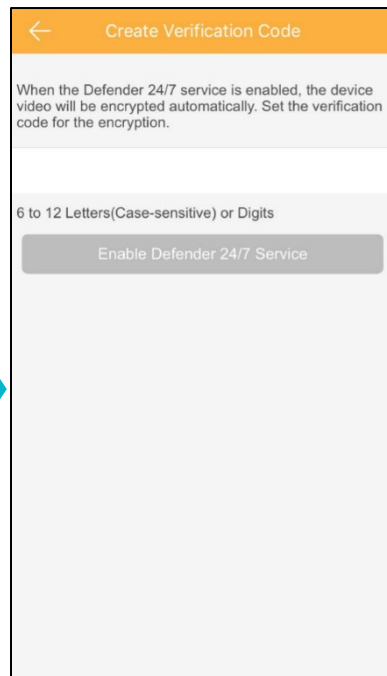 Create Verification Code
When the Defender 24/7 service is enabled, the device
video will be encrypted automatically. Set the verification
code for the encryption.
6 to 12 Letters(Case-sensitive) or Digits
Enable Defender 24/7 Service